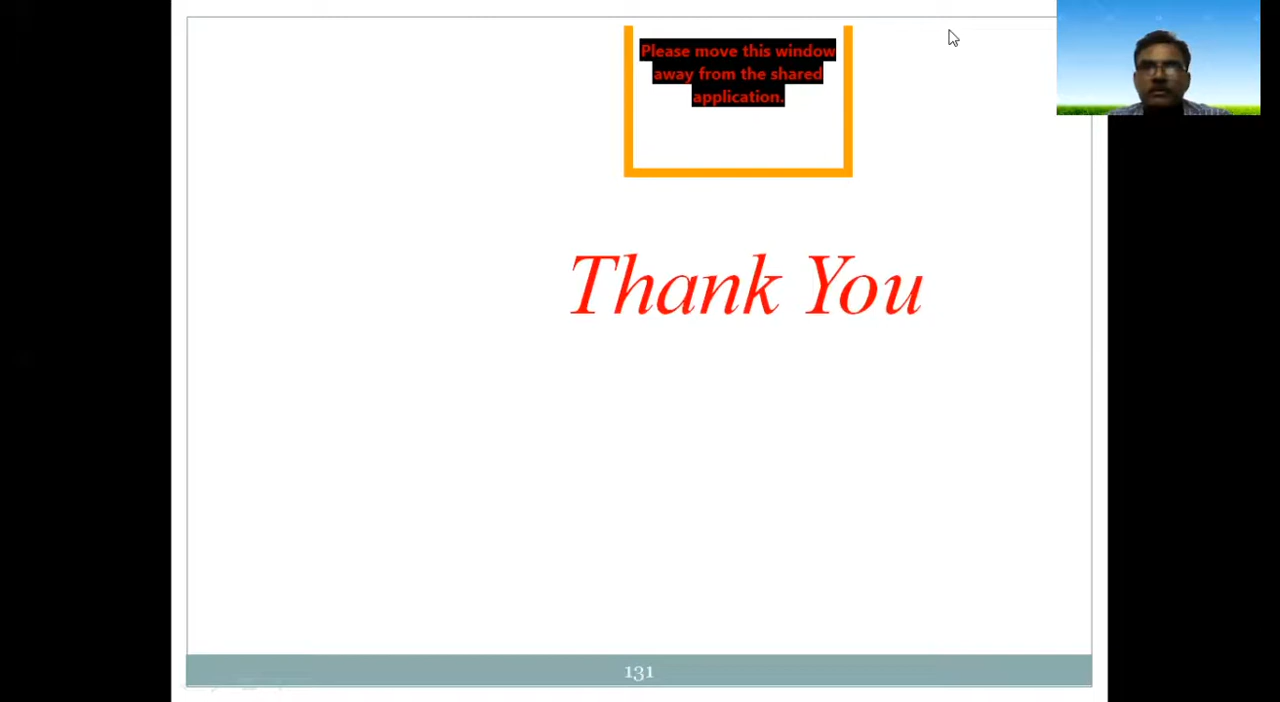 Please move this window
away from the shared
application.
Thank You
131